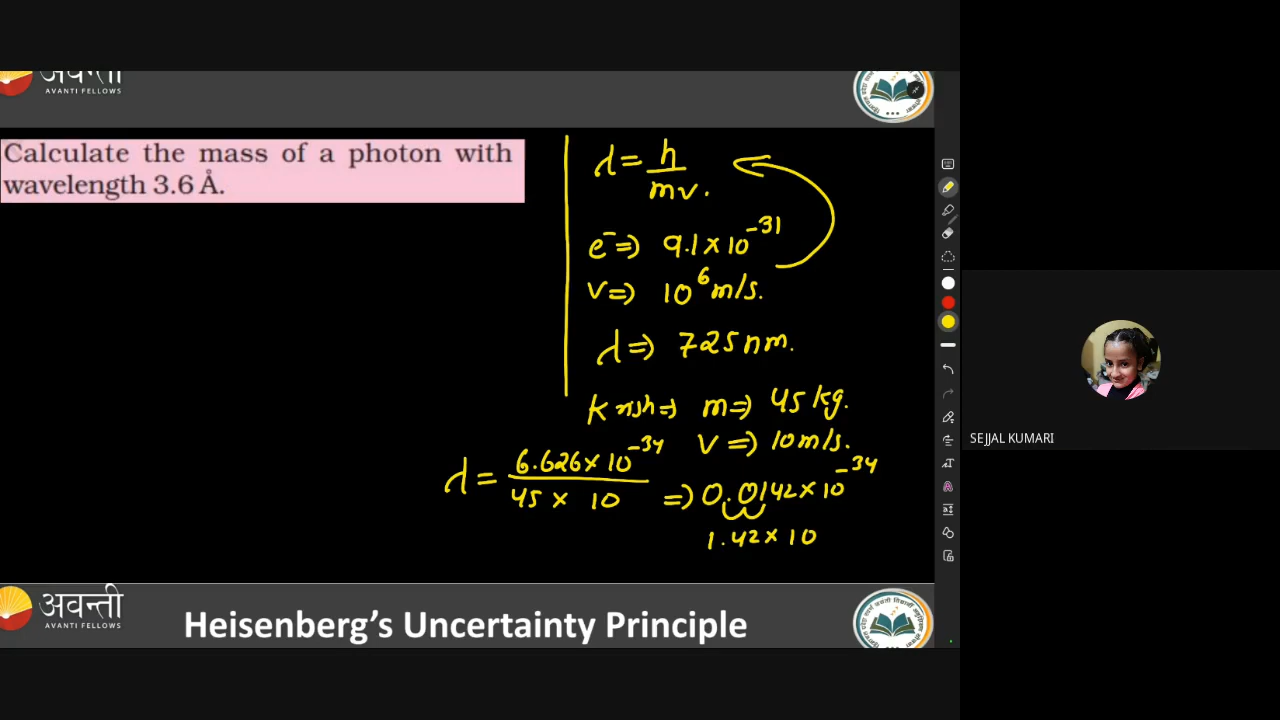 अवन्ती
AVANTI FELLOWS
Calculate the mass of a photon with
wavelength 3.6 Å.
λ = h / mv.
e⁻ ⇒ 9.1 × 10⁻³¹
v ⇒ 10⁶ m/s.
λ ⇒ 725 nm.
Krish ⇒ m ⇒ 45 kg.
v ⇒ 10 m/s.
λ = 6.626 × 10⁻³⁴ / 45 × 10 ⇒ 0.0142 × 10⁻³⁴
1.42 × 10
अवन्ती
AVANTI FELLOWS
Heisenberg's Uncertainty Principle
SEJJAL KUMARI